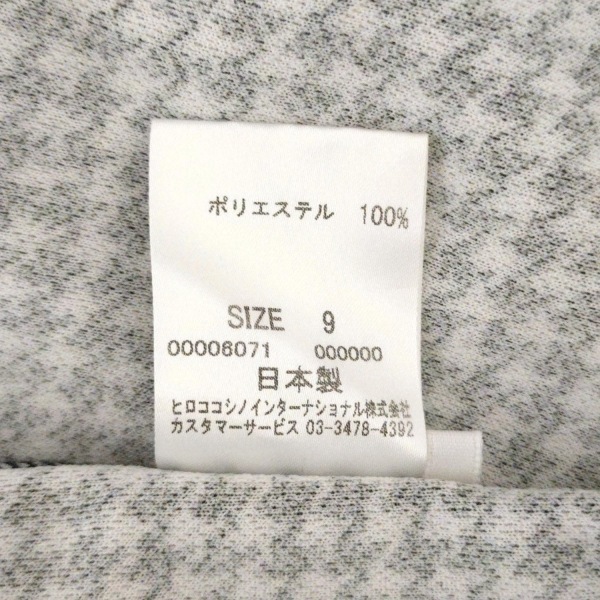 ポリエステル 100%
SIZE 9
00006071 000000
日本製
ヒロココシノインターナショナル株式会社
カスタマーサービス 03-3478-4392